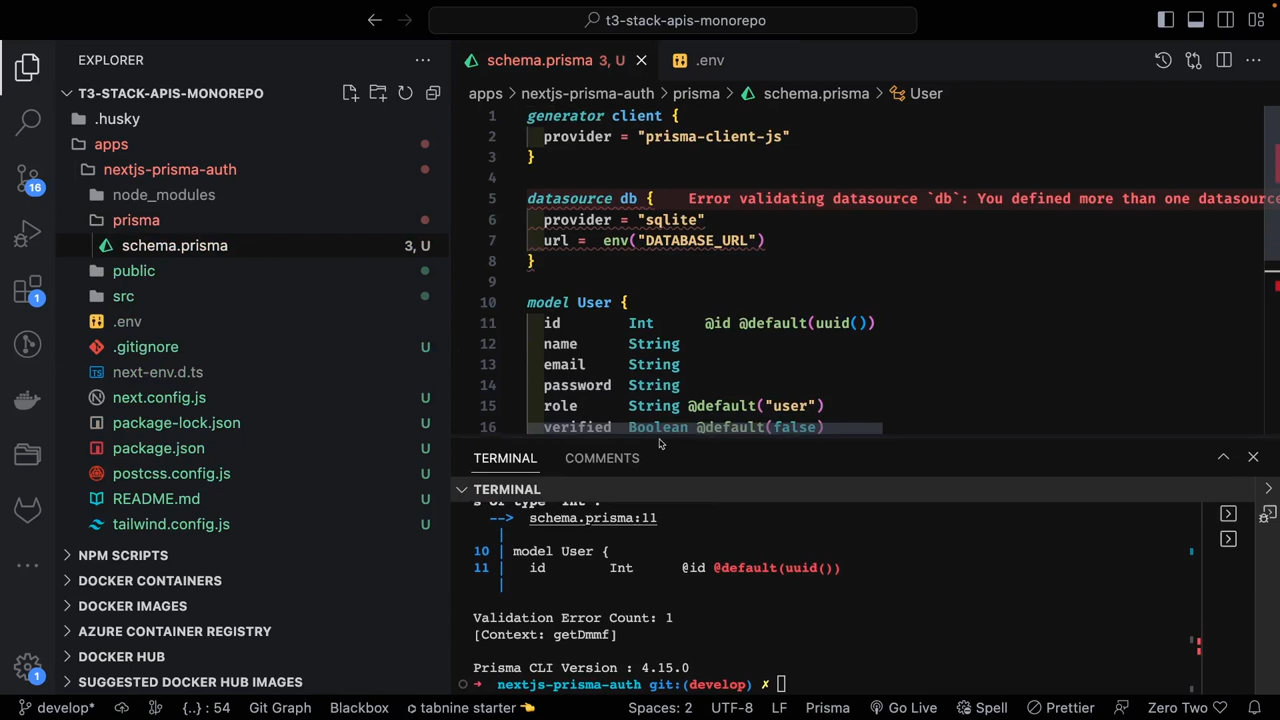 t3-stack-apis-monorepo
EXPLORER
T3-STACK-APIS-MONOREPO
.husky
apps
nextjs-prisma-auth
node_modules
prisma
schema.prisma 3, U
public
src
.env
.gitignore U
next-env.d.ts
next.config.js U
package-lock.json U
package.json U
postcss.config.js U
README.md U
tailwind.config.js U
NPM SCRIPTS
DOCKER CONTAINERS
DOCKER IMAGES
AZURE CONTAINER REGISTRY
DOCKER HUB
SUGGESTED DOCKER HUB IMAGES
16
1
1
schema.prisma 3, U
.env
apps > nextjs-prisma-auth > prisma > schema.prisma > User
1 generator client {
2 provider = "prisma-client-js"
3 }
4
5 datasource db { Error validating datasource `db`: You defined more than one datasource
6 provider = "sqlite"
7 url = env("DATABASE_URL")
8 }
9
10 model User {
11 id Int @id @default(uuid())
12 name String
13 email String
14 password String
15 role String @default("user")
16 verified Boolean @default(false)
TERMINAL COMMENTS
TERMINAL
s of type `Int`.
--> schema.prisma:11
|
10 | model User {
11 | id Int @id @default(uuid())
|
Validation Error Count: 1
[Context: getDmmf]
Prisma CLI Version : 4.15.0
➜ nextjs-prisma-auth git:(develop) ✗
develop* {..} : 54 Git Graph Blackbox tabnine starter 👈 Spaces: 2 UTF-8 LF Prisma Go Live Spell Prettier Zero Two